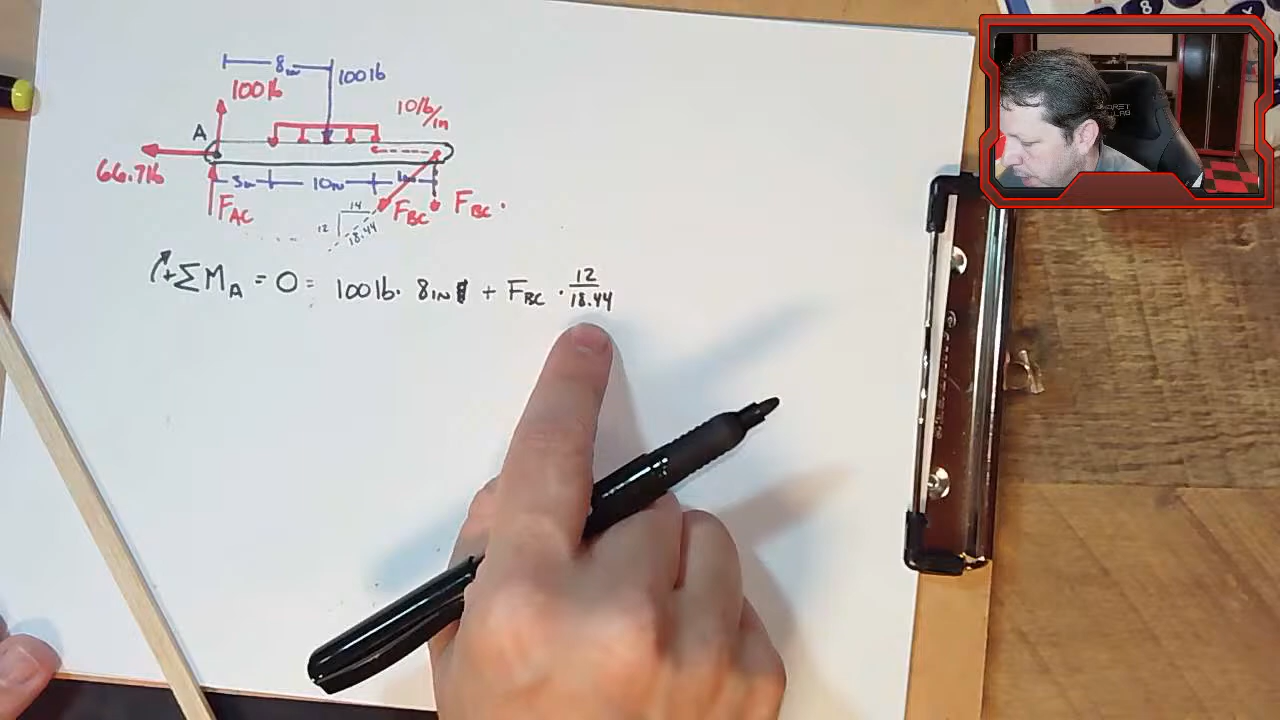 8in
100lb
100lb
10lb/in
A
66.7lb
3in 10in
FAC
14
12
18.44
FBC
FBC ·
+ΣMA = 0 = 100lb · 8in + FBC · 12/18.44